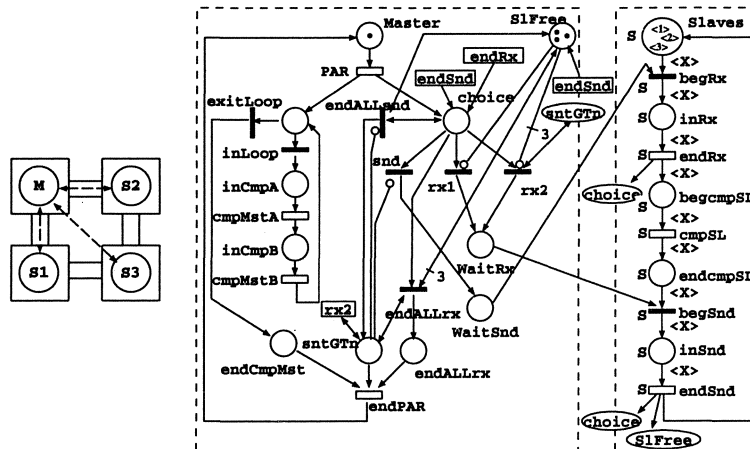 M
S2
S1
S3
Master
SlFree
PAR
endRx
endSnd
endSnd
exitLoop
endALLsnd
choice
sntGTn
3
inLoop
snd
rx1
rx2
inCmpA
cmpMstA
inCmpB
WaitRx
cmpMstB
3
rx2
endALLrx
WaitSnd
sntGTn
endCmpMst
endALLrx
endPAR
S
<1>
<2>
<3>
Slaves
<X>
S
begRx
<X>
S
inRx
<X>
S
endRx
<X>
choice
begcmpSL
S
<X>
S
cmpSL
<X>
S
endcmpSL
<X>
S
begSnd
<X>
S
inSnd
<X>
S
endSnd
choice
SlFree